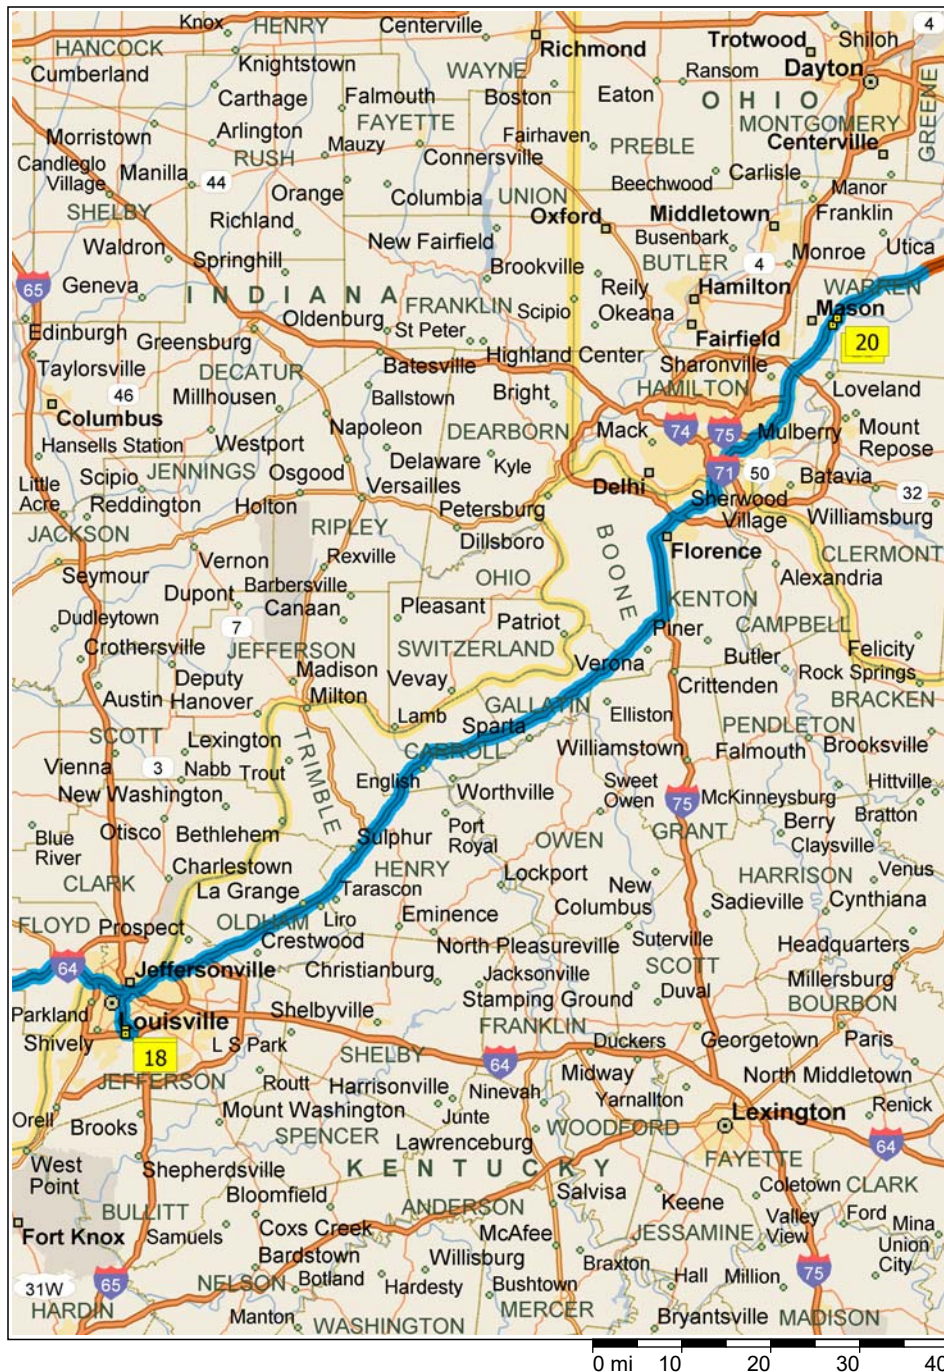 Knox
HENRY
Centerville
4
HANCOCK
Richmond
Trotwood
Shiloh
Cumberland
Knightstown
WAYNE
Ransom
Dayton
Carthage
Falmouth
Boston
Eaton
OHIO
GREENE
Morristown
Arlington
FAYETTE
Fairhaven
MONTGOMERY
RUSH
Mauzy
Connersville
PREBLE
Centerville
Candleglo
Village
Manilla
44
Orange
Columbia
UNION
Beechwood
Carlisle
Manor
SHELBY
Richland
Oxford
Middletown
Franklin
Waldron
New Fairfield
Busenbark
Monroe
Utica
Springhill
Brookville
BUTLER
4
65
Geneva
INDIANA
FRANKLIN
Reily
Hamilton
WARREN
Edinburgh
Oldenburg
Scipio
Okeana
Mason
Greensburg
St Peter
Fairfield
20
Taylorsville
DECATUR
Batesville
Highland Center
Sharonville
46
Millhousen
Ballstown
Bright
HAMILTON
Loveland
Columbus
Napoleon
DEARBORN
Mack
74
75
Mulberry
Mount
Repose
Hansells Station
Westport
Delaware
Kyle
71
50
Scipio
JENNINGS
Osgood
Versailles
Delhi
Batavia
Little
Acre
Reddington
Holton
Petersburg
Sherwood
Village
32
Williamsburg
JACKSON
RIPLEY
Dillsboro
BOONE
Florence
CLERMONT
Seymour
Vernon
Rexville
OHIO
Alexandria
Dupont
Barbersville
Canaan
Pleasant
KENTON
Dudleytown
7
Patriot
Piner
CAMPBELL
Crothersville
JEFFERSON
SWITZERLAND
Verona
Butler
Felicity
Deputy
Madison
Vevay
Crittenden
Rock Springs
Austin
Hanover
Milton
GALLATIN
BRACKEN
Lamb
Sparta
Elliston
PENDLETON
SCOTT
Lexington
TRIMBLE
CARROLL
Williamstown
Falmouth
Brooksville
Vienna
3
Nabb
Trout
English
Worthville
Sweet
Owen
75
McKinneysburg
Hittville
New Washington
Blue
River
Otisco
Bethlehem
Sulphur
Port
Royal
OWEN
GRANT
Berry
Bratton
Claysville
Charlestown
HENRY
Lockport
HARRISON
Venus
CLARK
La Grange
Tarascon
New
Columbus
Sadieville
Cynthiana
FLOYD
Prospect
OLDHAM
Liro
Eminence
Crestwood
North Pleasureville
Suterville
Headquarters
64
Jeffersonville
Christianburg
Jacksonville
SCOTT
Millersburg
Parkland
Louisville
Shelbyville
Stamping Ground
Duval
BOURBON
Shively
18
L S Park
SHELBY
FRANKLIN
Duckers
Georgetown
Paris
JEFFERSON
64
Midway
Routt
Harrisonville
Ninevah
Yarnallton
North Middletown
Orell
Brooks
Mount Washington
Junte
Lexington
Renick
SPENCER
Lawrenceburg
WOODFORD
64
West
Point
Shepherdsville
KENTUCKY
FAYETTE
Bloomfield
Salvisa
Coletown
CLARK
BULLITT
ANDERSON
Keene
Fort Knox
Samuels
Coxs Creek
McAfee
JESSAMINE
Valley
View
Ford
Mina
Bardstown
Willisburg
Braxton
Union
City
31W
65
NELSON
Botland
Hardesty
Bushtown
Hall
Million
75
HARDIN
Manton
WASHINGTON
MERCER
Bryantsville
MADISON
0 mi
10
20
30
40